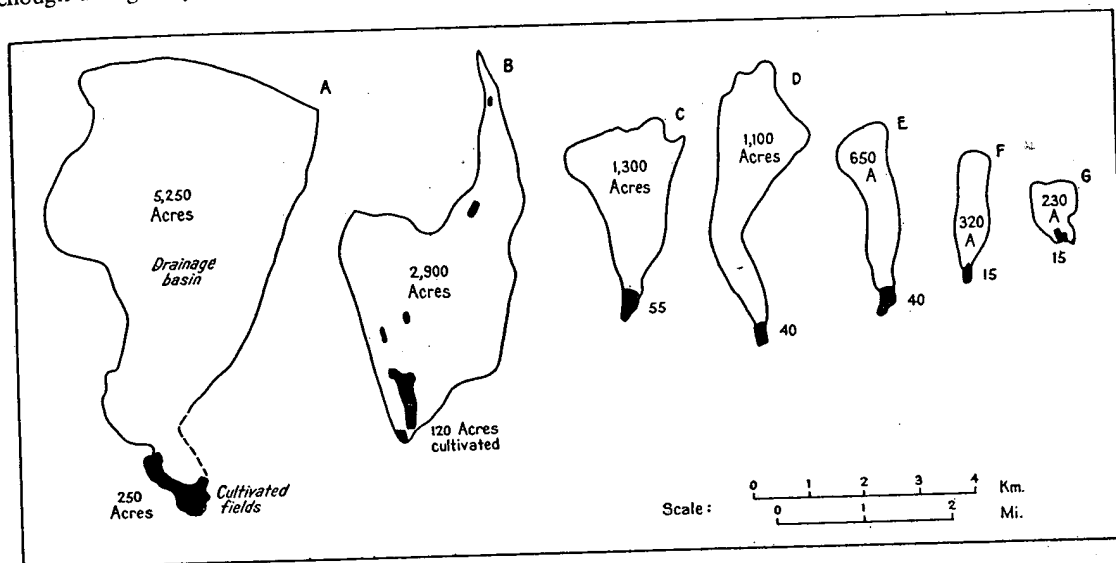 A
5,250
Acres
Drainage
basin
250
Acres
Cultivated
fields
B
2,900
Acres
120 Acres
cultivated
C
1,300
Acres
55
D
1,100
Acres
40
E
650
A
40
F
320
A
15
G
230
A
15
Scale :
0 1 2 3 4 Km.
0 1 2 Mi.